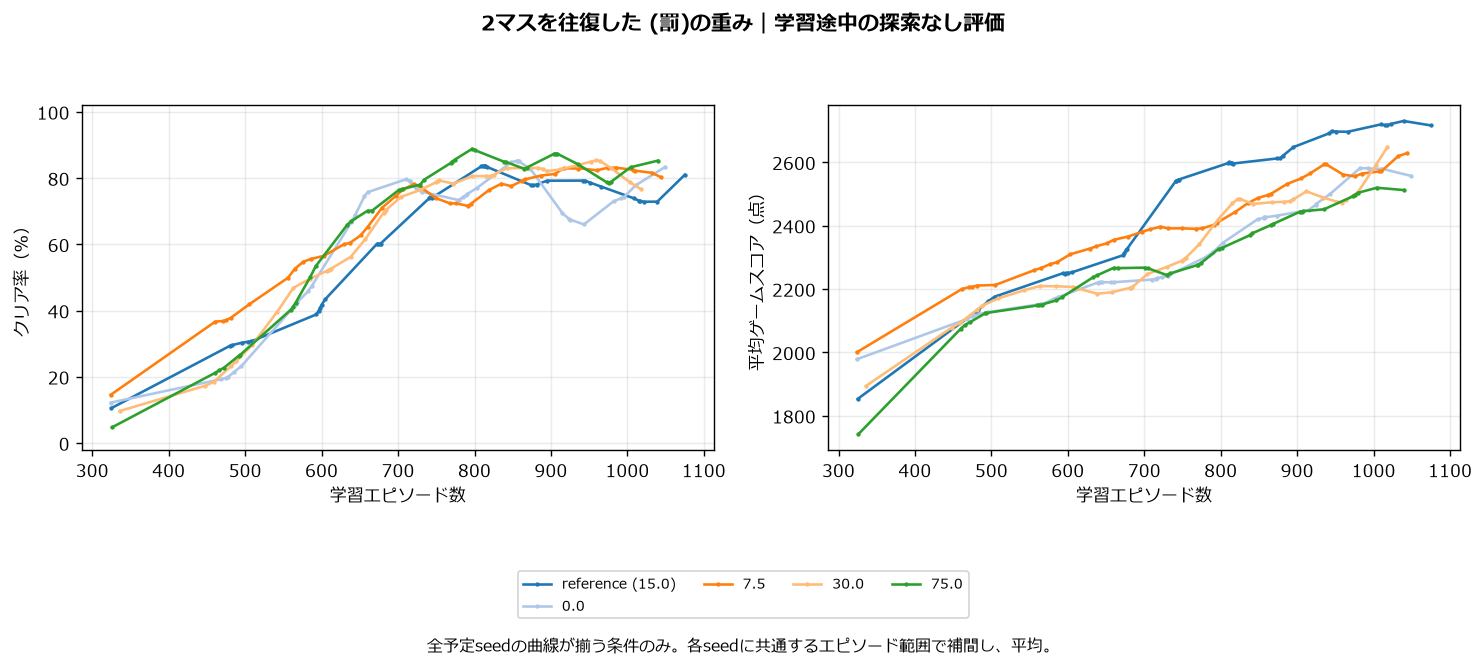 2マスを往復した (罰)の重み｜学習途中の探索なし評価
クリア率（%）
100
80
60
40
20
0
300 400 500 600 700 800 900 1000 1100
学習エピソード数
平均ゲームスコア（点）
2600
2400
2200
2000
1800
300 400 500 600 700 800 900 1000 1100
学習エピソード数
reference (15.0) 7.5 30.0 75.0
0.0
全予定seedの曲線が揃う条件のみ。各seedに共通するエピソード範囲で補間し、平均。